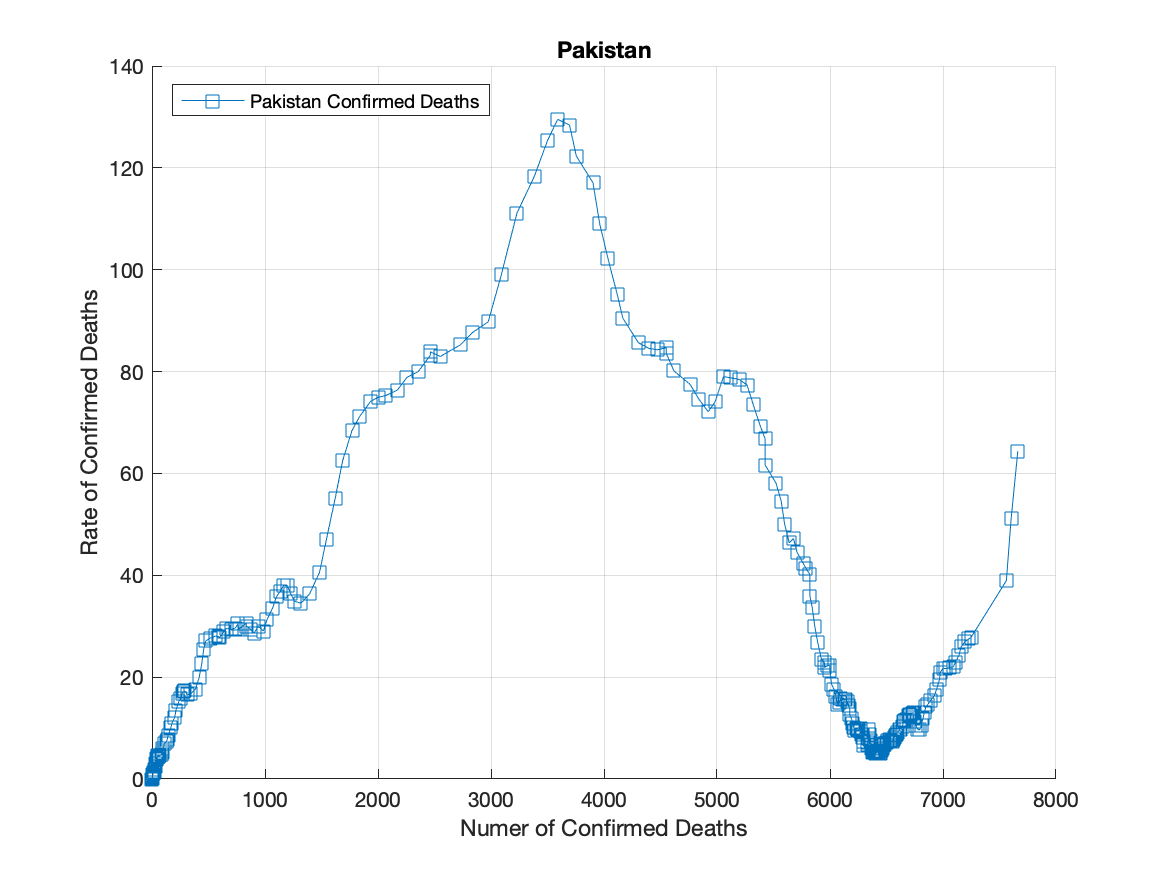 Pakistan
Pakistan Confirmed Deaths
140
120
100
80
60
40
20
0
Rate of Confirmed Deaths
0 1000 2000 3000 4000 5000 6000 7000 8000
Numer of Confirmed Deaths